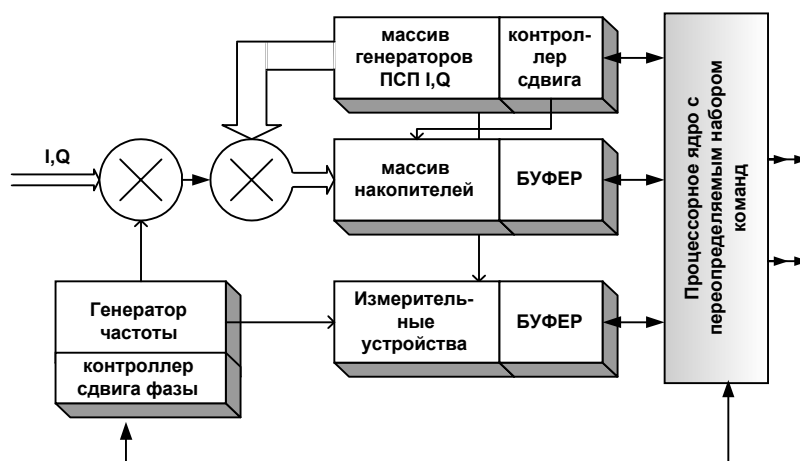 массив
генераторов
ПСП I,Q
контрол-
лер
сдвига
I,Q
массив
накопителей
БУФЕР
Генератор
частоты
контроллер
сдвига фазы
Измеритель-
ные
устройства
БУФЕР
Процессорное ядро с
переопределяемым набором
команд